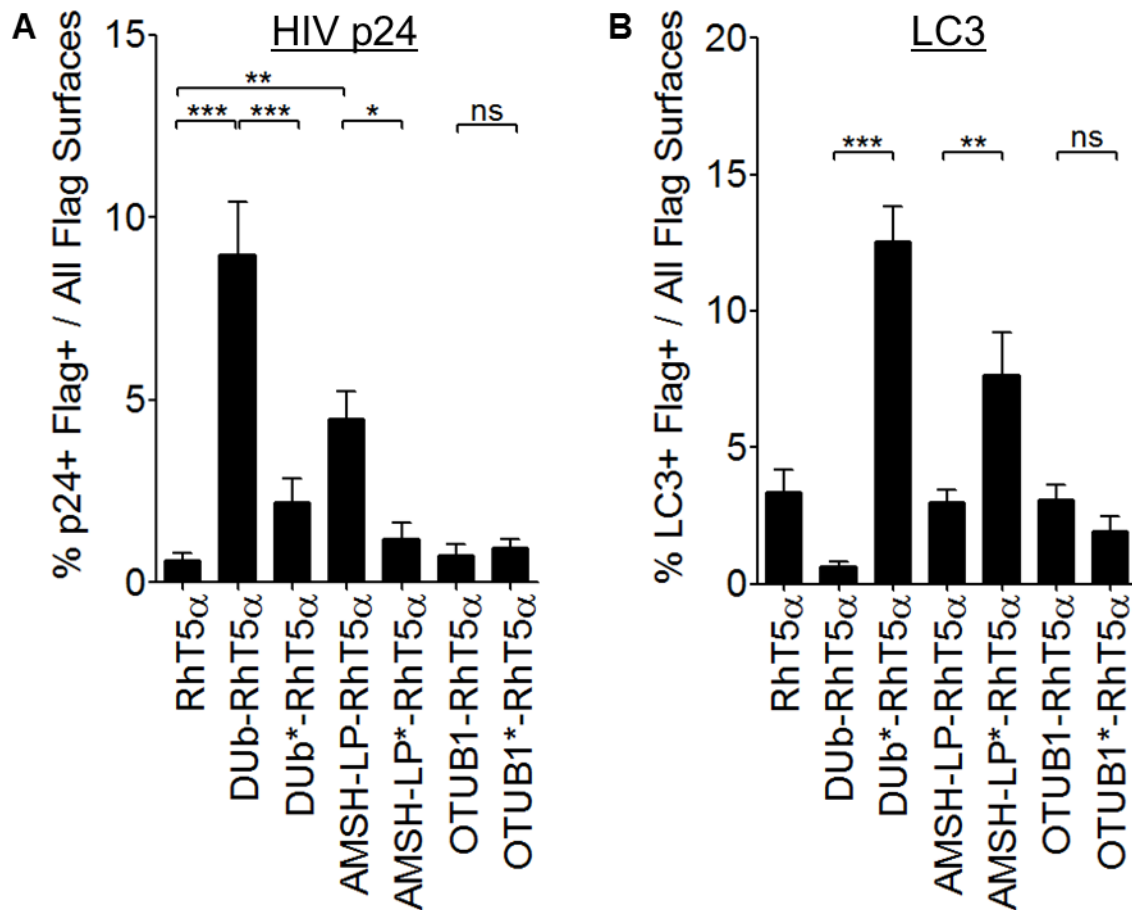 A
HIV p24
% p24+ Flag+ / All Flag Surfaces
15
10
5
0
**
***
***
*
ns
RhT5α
DUb-RhT5α
DUb*-RhT5α
AMSH-LP-RhT5α
AMSH-LP*-RhT5α
OTUB1-RhT5α
OTUB1*-RhT5α
B
LC3
% LC3+ Flag+ / All Flag Surfaces
20
15
10
5
0
***
**
ns
RhT5α
DUb-RhT5α
DUb*-RhT5α
AMSH-LP-RhT5α
AMSH-LP*-RhT5α
OTUB1-RhT5α
OTUB1*-RhT5α